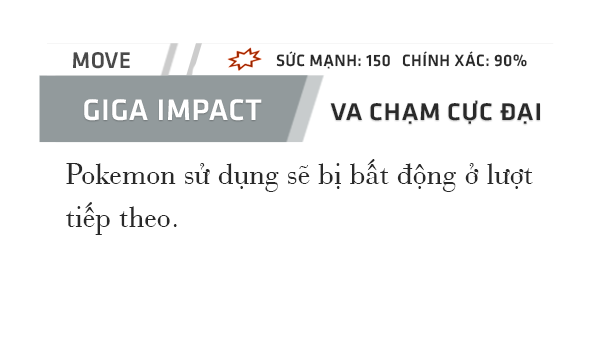 MOVE SỨC MẠNH: 150 CHÍNH XÁC: 90%
GIGA IMPACT VA CHẠM CỰC ĐẠI
Pokemon sử dụng sẽ bị bất động ở lượt
tiếp theo.